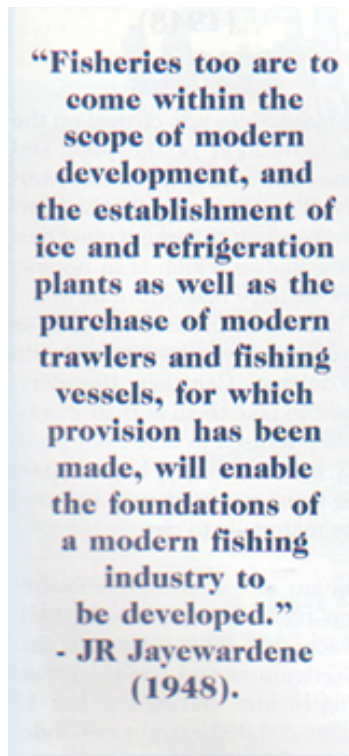 “Fisheries too are to
come within the
scope of modern
development, and
the establishment of
ice and refrigeration
plants as well as the
purchase of modern
trawlers and fishing
vessels, for which
provision has been
made, will enable
the foundations of
a modern fishing
industry to
be developed.”
- JR Jayewardene
(1948).